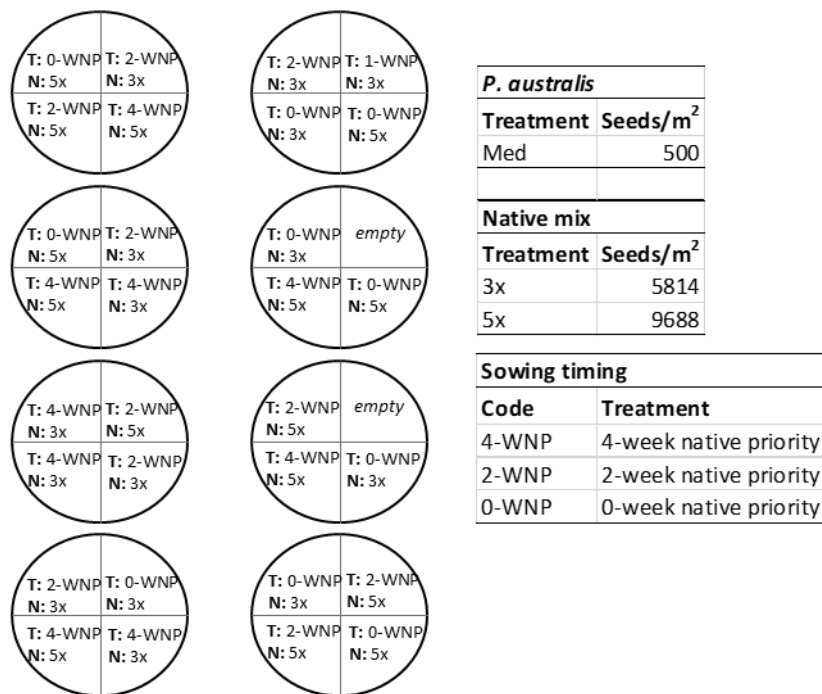 T: 0-WNP T: 2-WNP
N: 5x N: 3x
T: 2-WNP T: 4-WNP
N: 5x N: 5x
T: 2-WNP T: 1-WNP
N: 3x N: 3x
T: 0-WNP T: 0-WNP
N: 3x N: 5x
T: 0-WNP T: 2-WNP
N: 5x N: 3x
T: 4-WNP T: 4-WNP
N: 5x N: 3x
T: 0-WNP empty
N: 3x
T: 4-WNP T: 0-WNP
N: 5x N: 5x
T: 4-WNP T: 2-WNP
N: 3x N: 5x
T: 4-WNP T: 2-WNP
N: 3x N: 3x
T: 2-WNP empty
N: 5x
T: 4-WNP T: 0-WNP
N: 5x N: 3x
T: 2-WNP T: 0-WNP
N: 3x N: 3x
T: 4-WNP T: 4-WNP
N: 5x N: 3x
T: 0-WNP T: 2-WNP
N: 3x N: 5x
T: 2-WNP T: 0-WNP
N: 5x N: 5x
P. australis
Treatment Seeds/m²
Med 500
Native mix
Treatment Seeds/m²
3x 5814
5x 9688
Sowing timing
Code Treatment
4-WNP 4-week native priority
2-WNP 2-week native priority
0-WNP 0-week native priority